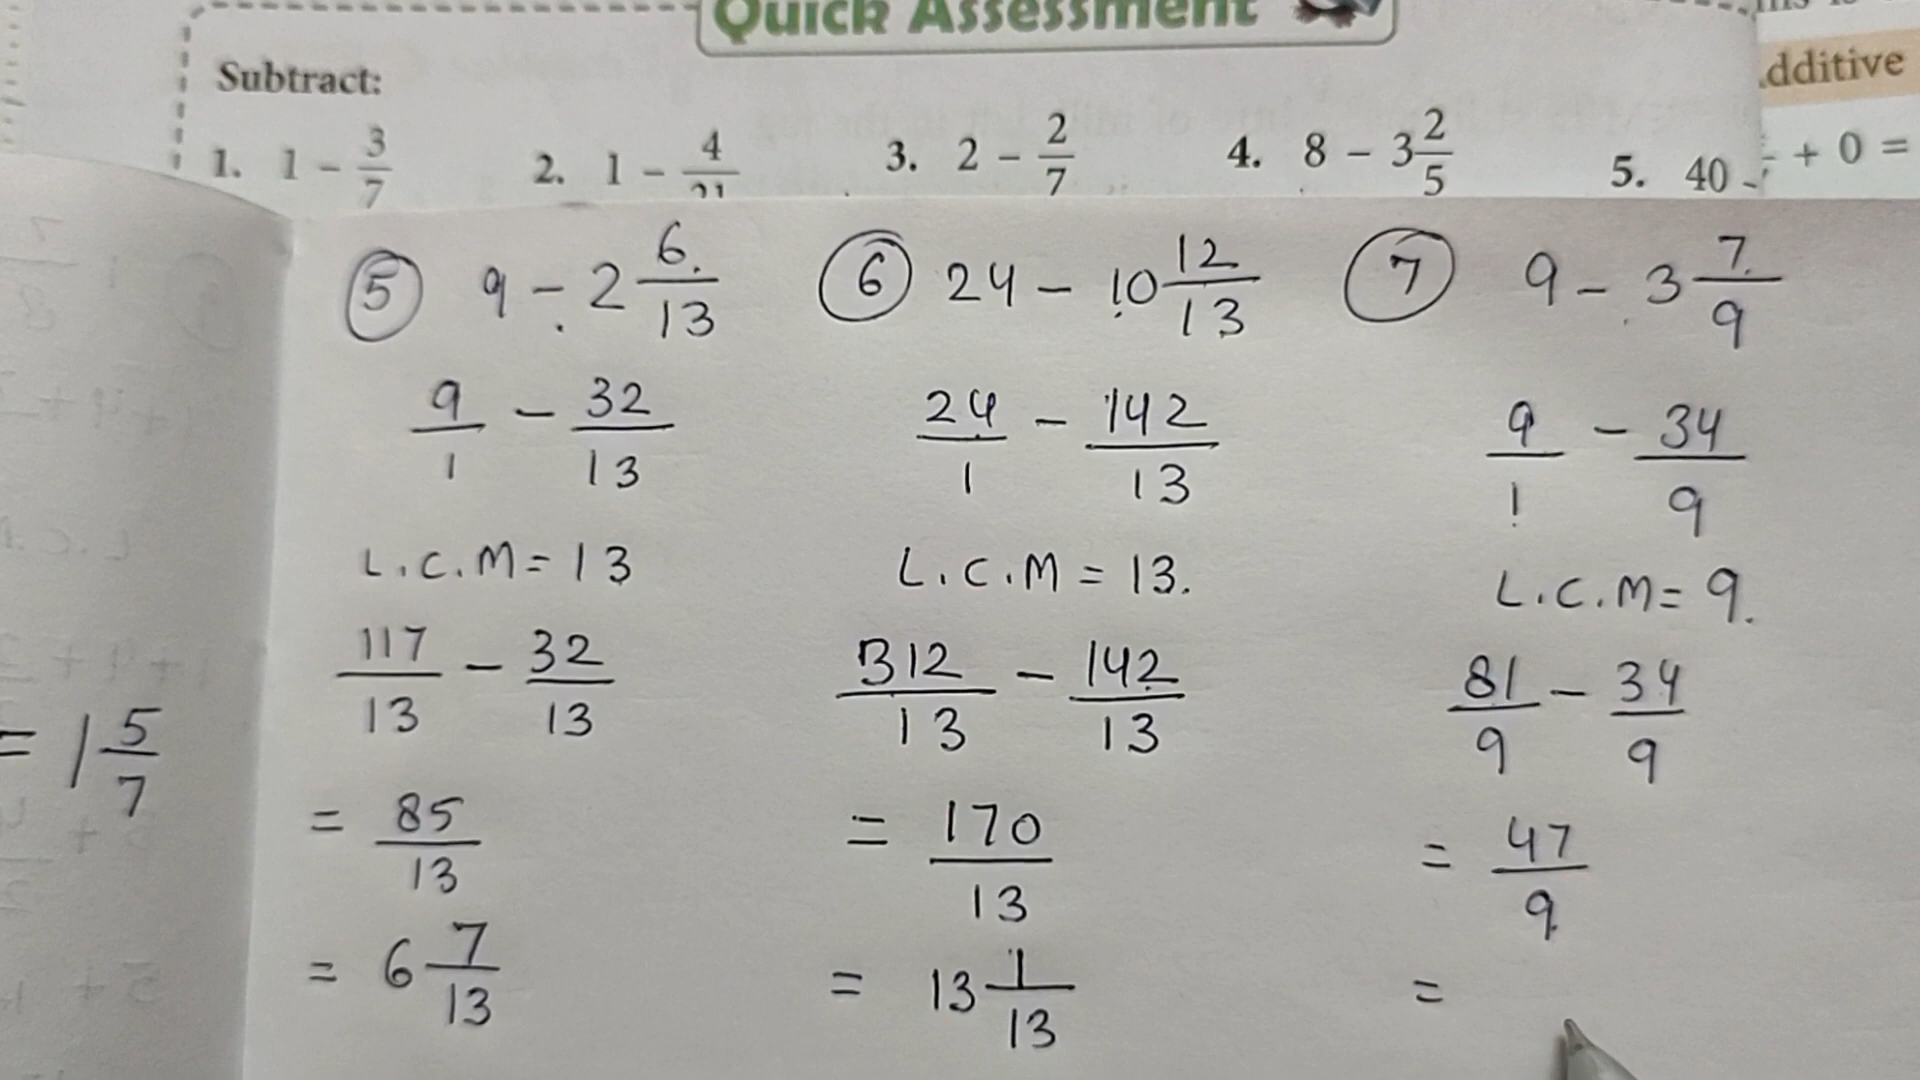 Quick Assessment
Subtract:
1. 1 - 3/7
2. 1 - 4/21
3. 2 - 2/7
4. 8 - 3 2/5
5. 40 -
dditive
+ 0 =
= 1 5/7
⑤ 9 - 2 6/13
9/1 - 32/13
L.C.M = 13
117/13 - 32/13
= 85/13
= 6 7/13
⑥ 24 - 10 12/13
24/1 - 142/13
L.C.M = 13.
312/13 - 142/13
= 170/13
= 13 1/13
⑦ 9 - 3 7/9
9/1 - 34/9
L.C.M = 9.
81/9 - 34/9
= 47/9
=